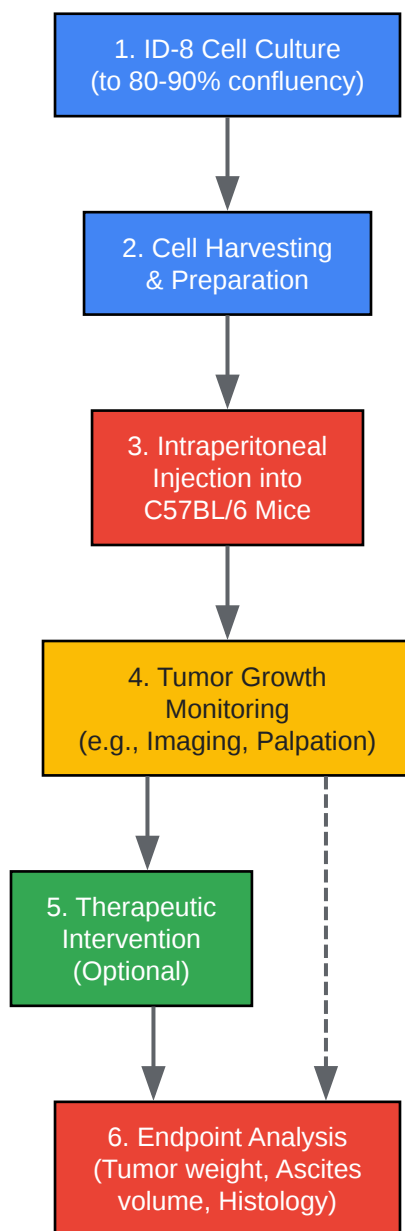 1. ID-8 Cell Culture
(to 80-90% confluency)
2. Cell Harvesting
& Preparation
3. Intraperitoneal
Injection into
C57BL/6 Mice
4. Tumor Growth
Monitoring
(e.g., Imaging, Palpation)
5. Therapeutic
Intervention
(Optional)
6. Endpoint Analysis
(Tumor weight, Ascites
volume, Histology)